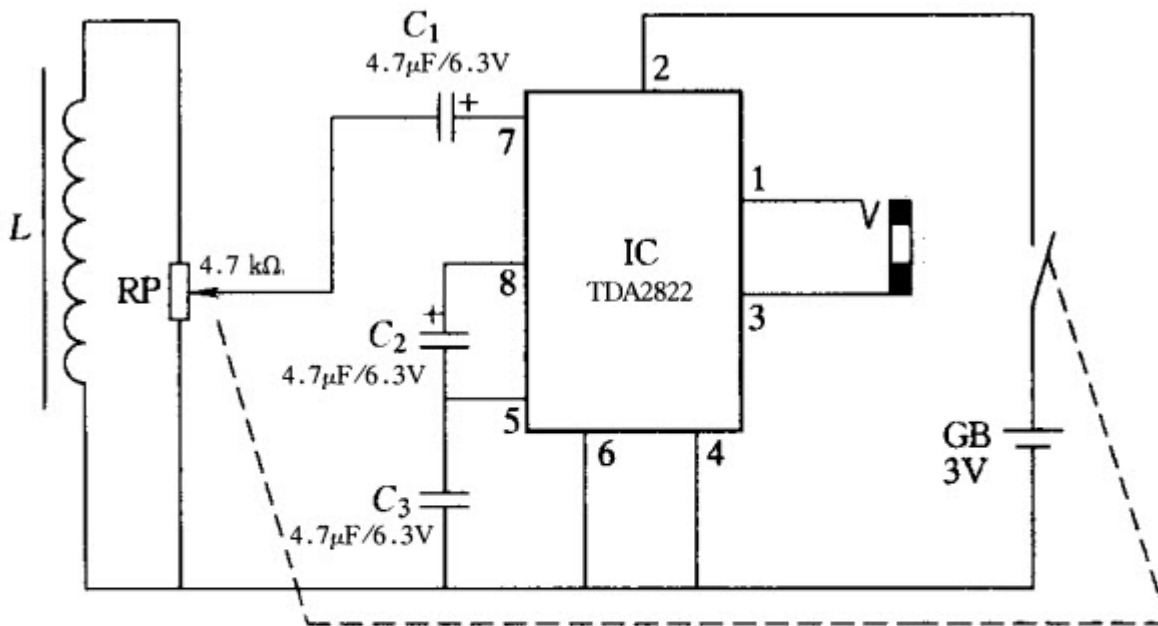 C₁
4.7μF/6.3V
2
7
1
L
IC
TDA2822
4.7 kΩ
RP
8
3
C₂
4.7μF/6.3V
5
GB
3V
6
4
C₃
4.7μF/6.3V